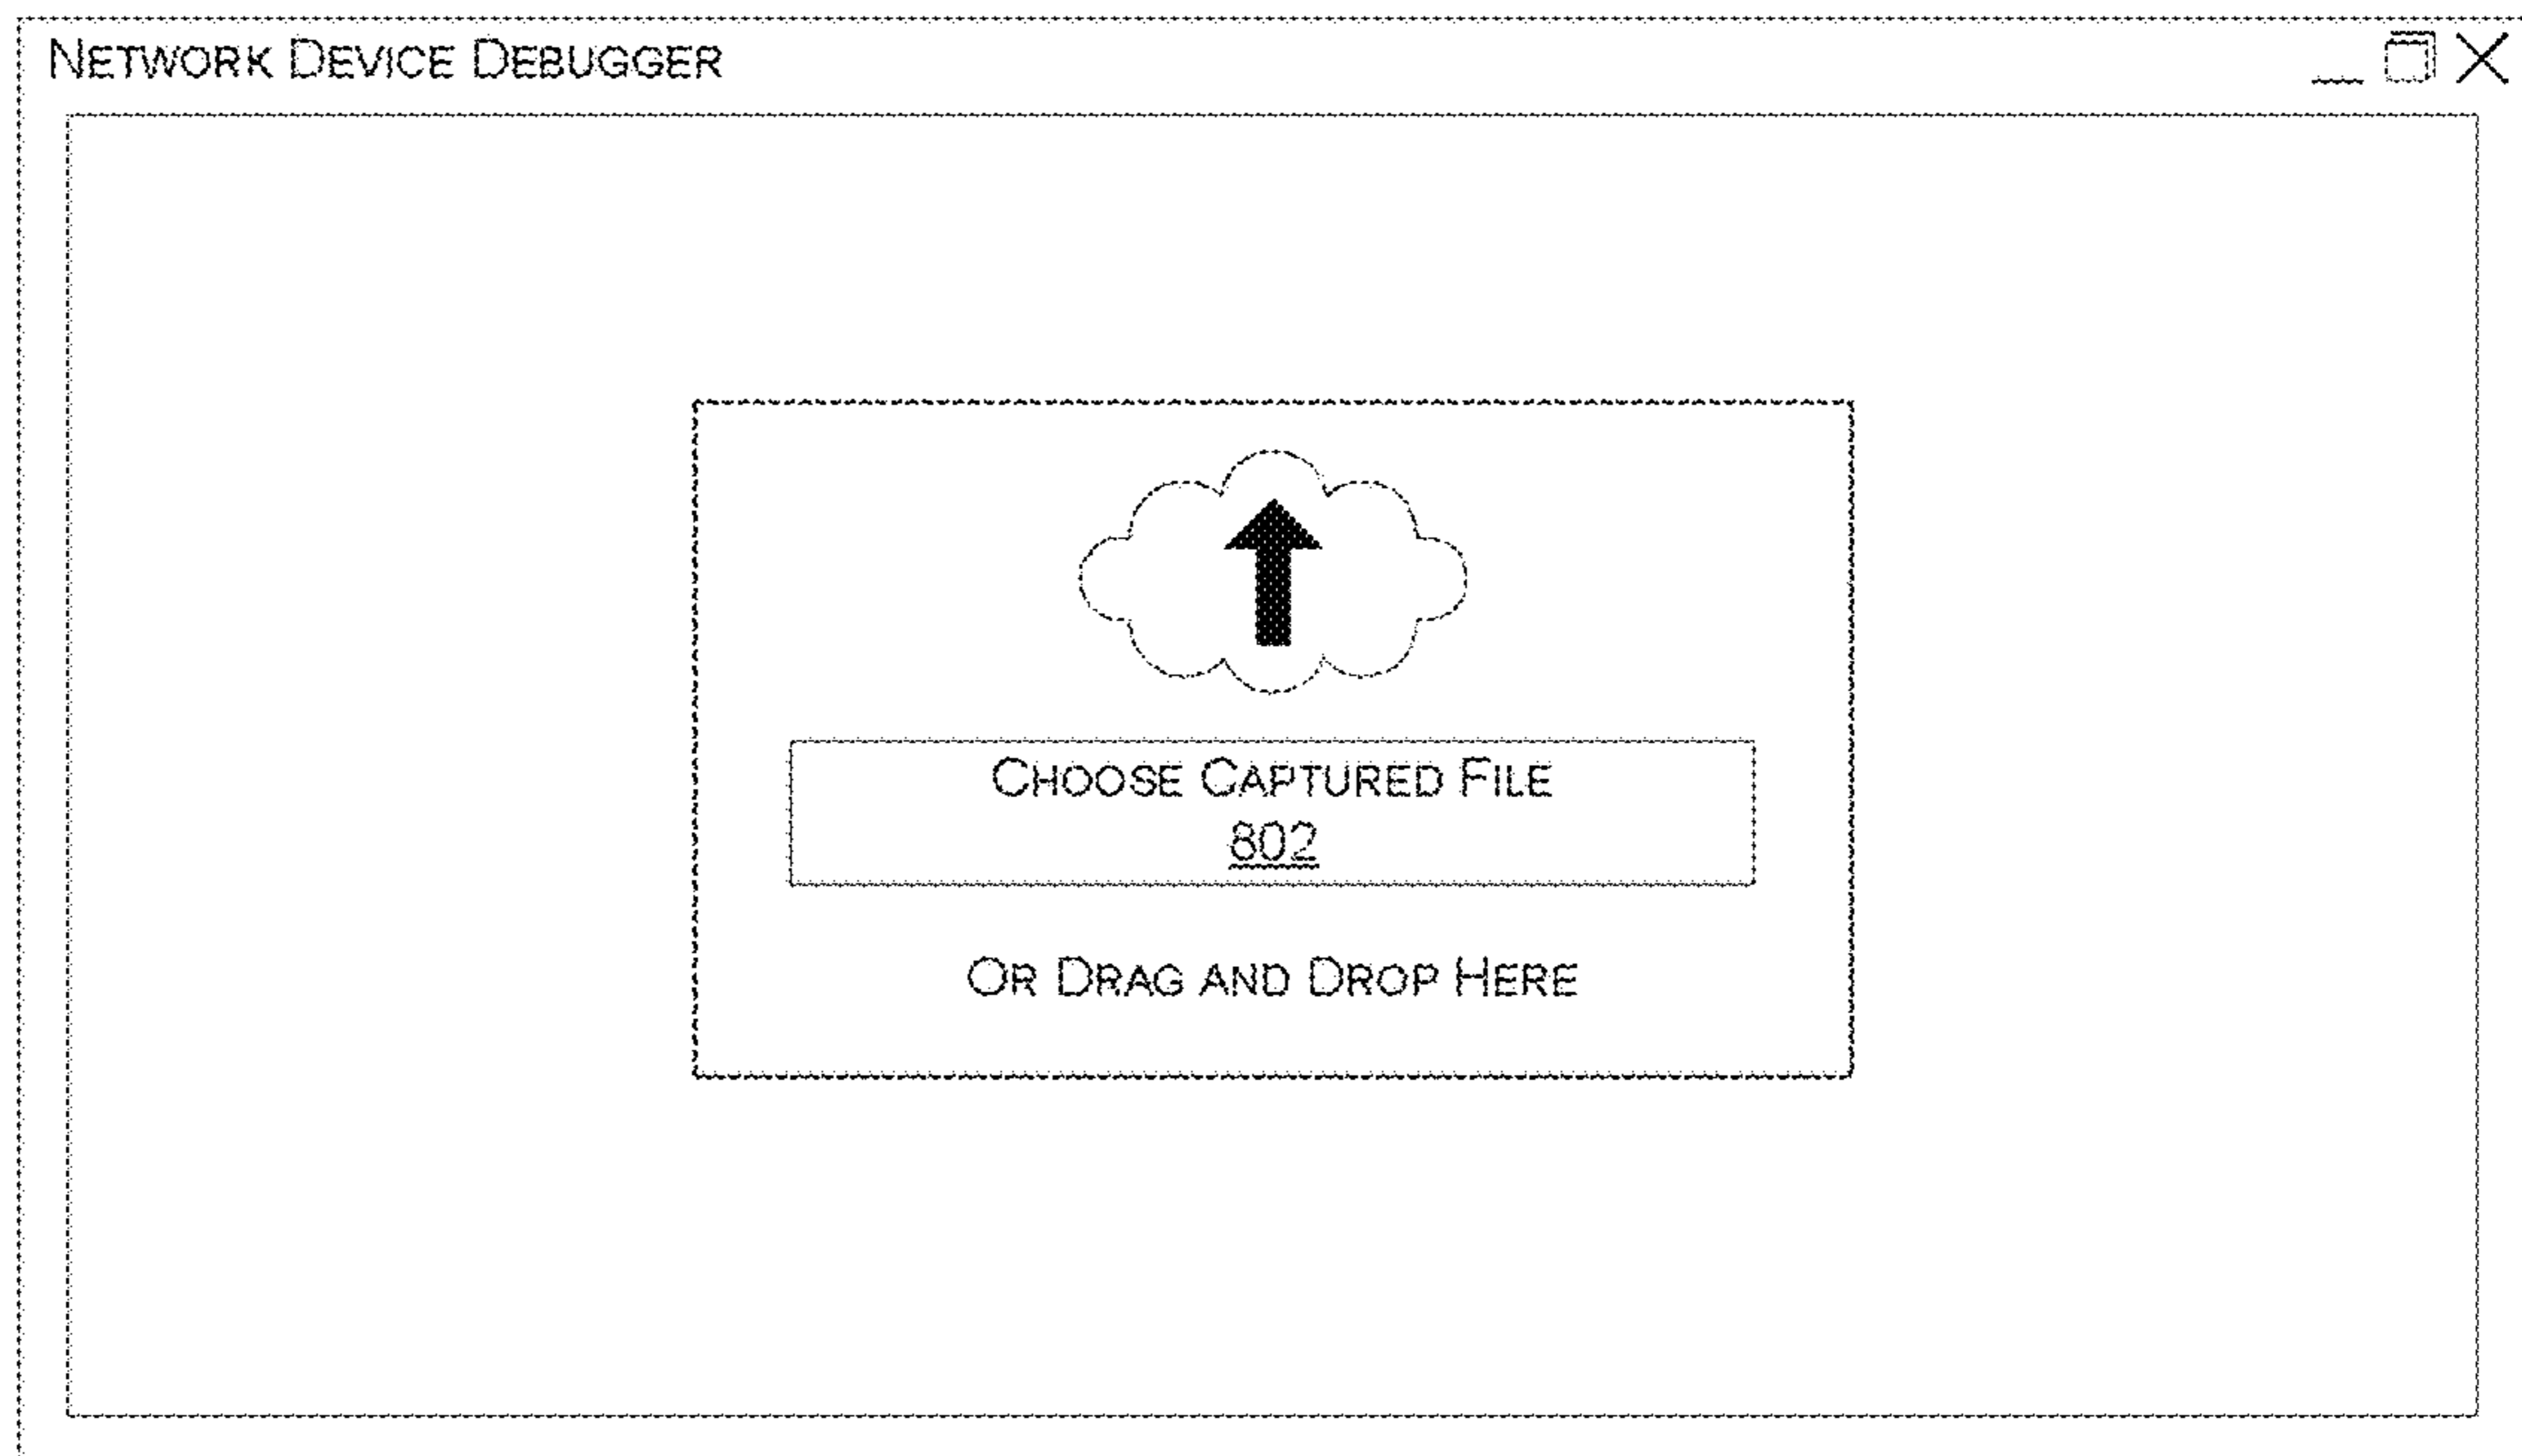 NETWORK DEVICE DEBUGGER
CHOOSE CAPTURED FILE
802
OR DRAG AND DROP HERE